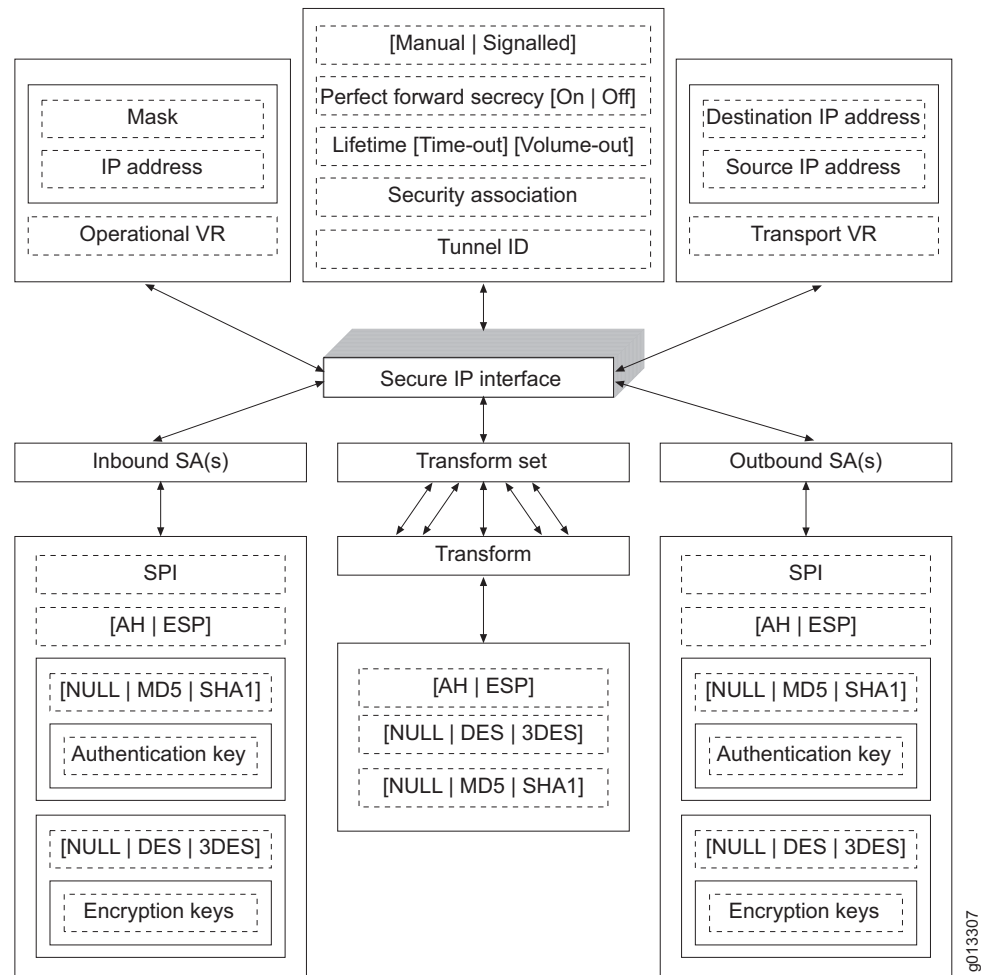 [Manual | Signalled]
Perfect forward secrecy [On | Off]
Lifetime [Time-out] [Volume-out]
Security association
Tunnel ID
Mask
IP address
Operational VR
Destination IP address
Source IP address
Transport VR
Secure IP interface
Inbound SA(s)
Transform set
Outbound SA(s)
Transform
SPI
[AH | ESP]
[NULL | MD5 | SHA1]
Authentication key
[NULL | DES | 3DES]
Encryption keys
[AH | ESP]
[NULL | DES | 3DES]
[NULL | MD5 | SHA1]
SPI
[AH | ESP]
[NULL | MD5 | SHA1]
Authentication key
[NULL | DES | 3DES]
Encryption keys
g013307